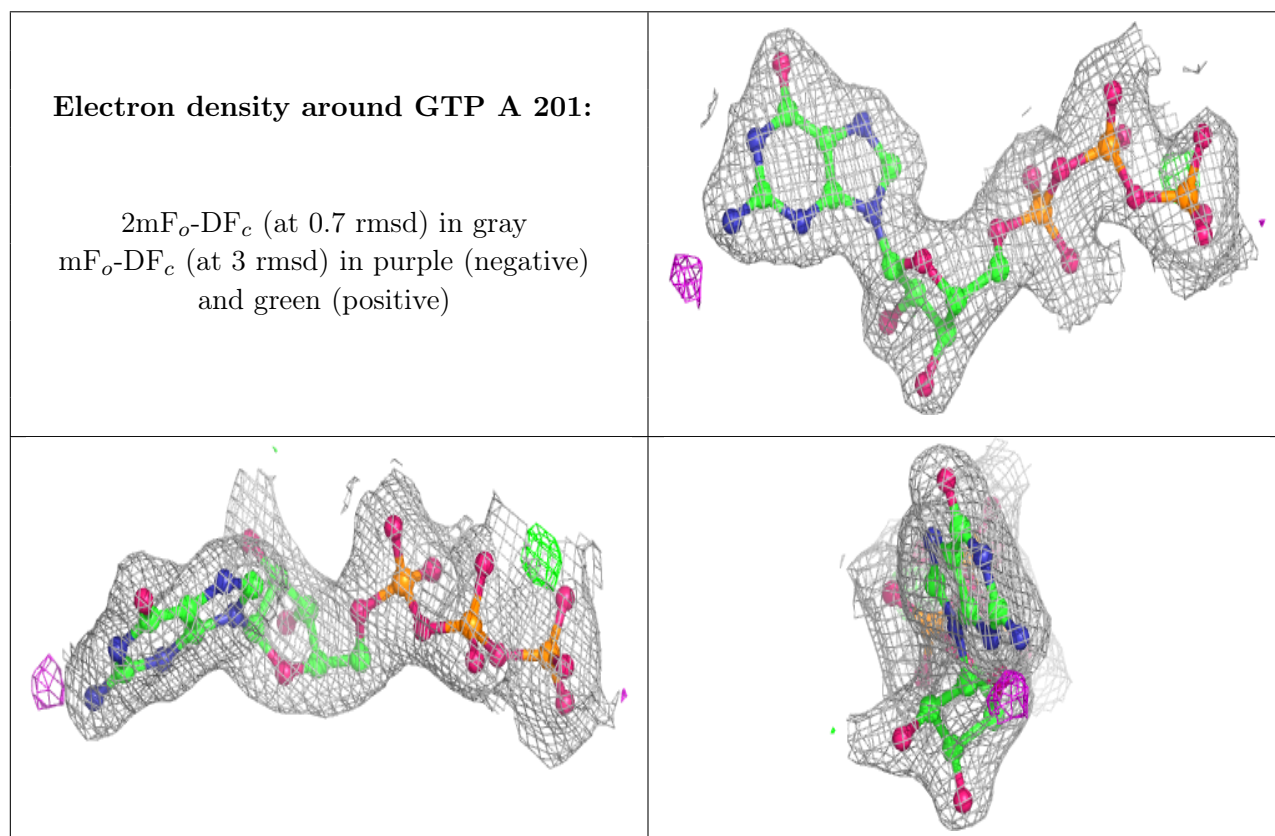 Electron density around GTP A 201:
2mFₒ-DF𝒸 (at 0.7 rmsd) in gray
mFₒ-DF𝒸 (at 3 rmsd) in purple (negative)
and green (positive)